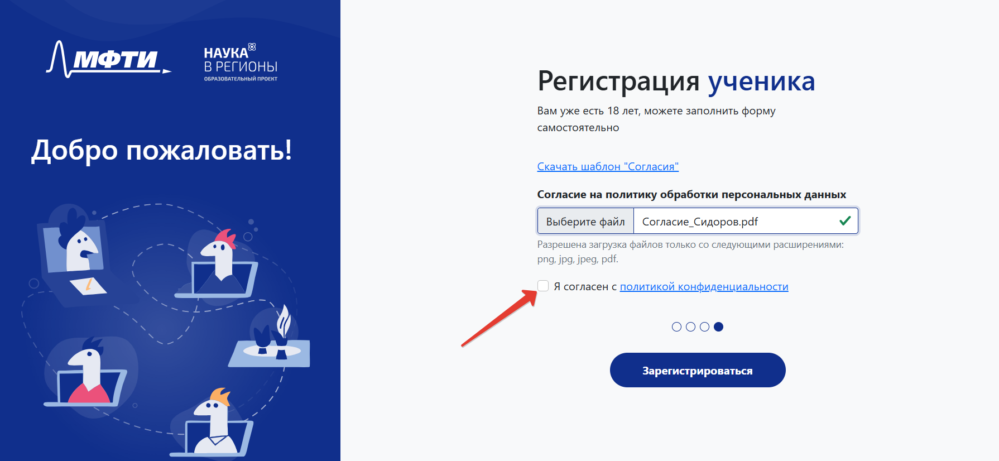 МФТИ
НАУКА
В РЕГИОНЫ
ОБРАЗОВАТЕЛЬНЫЙ ПРОЕКТ
Добро пожаловать!
Регистрация ученика
Вам уже есть 18 лет, можете заполнить форму
самостоятельно
Скачать шаблон "Согласия"
Согласие на политику обработки персональных данных
Выберите файл Согласие_Сидоров.pdf
Разрешена загрузка файлов только со следующими расширениями:
png, jpg, jpeg, pdf.
Я согласен с политикой конфиденциальности
Зарегистрироваться